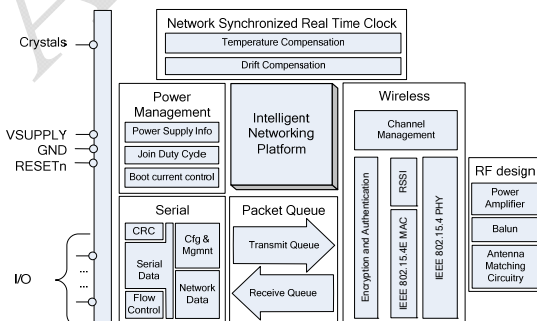 Network Synchronized Real Time Clock
Temperature Compensation
Drift Compensation
Crystals
VSUPPLY
GND
RESETn
I/O
...
...
Power
Management
Power Supply Info
Join Duty Cycle
Boot current control
Intelligent
Networking
Platform
Wireless
Channel
Management
Encryption and Authentication
RSSI
IEEE 802.15.4E MAC
IEEE 802.15.4 PHY
RF design
Power
Amplifier
Balun
Antenna
Matching
Circuitry
Serial
CRC
Serial
Data
Flow
Control
Cfg &
Mgmnt
Network
Data
Packet Queue
Transmit Queue
Receive Queue